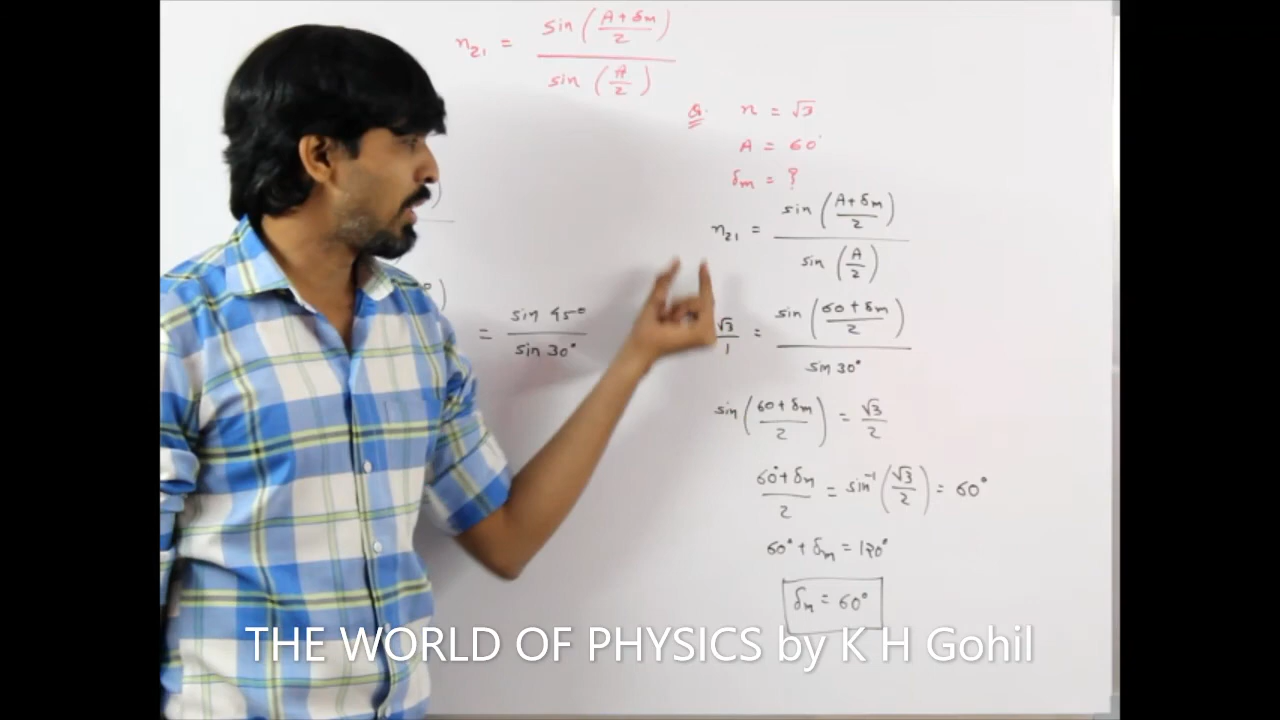 n₂₁ = sin (A + δm / 2) / sin (A / 2)
Q. n = √3
A = 60°
δm = ?
n₂₁ = sin (A + δm / 2) / sin (A / 2)
√3 / 1 = sin (60 + δm / 2) / sin 30°
= sin 45° / sin 30°
sin (60 + δm / 2) = √3 / 2
60° + δm / 2 = sin⁻¹ (√3 / 2) = 60°
60° + δm = 120°
δm = 60°
THE WORLD OF PHYSICS by K H Gohil